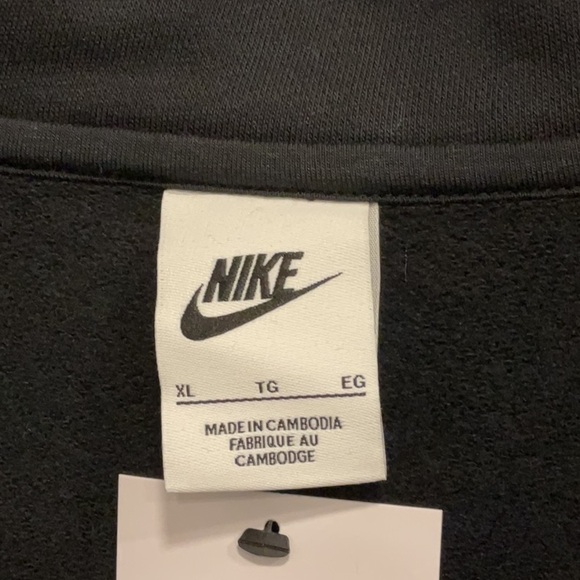 NIKE
XL TG EG
MADE IN CAMBODIA
FABRIQUE AU
CAMBODGE